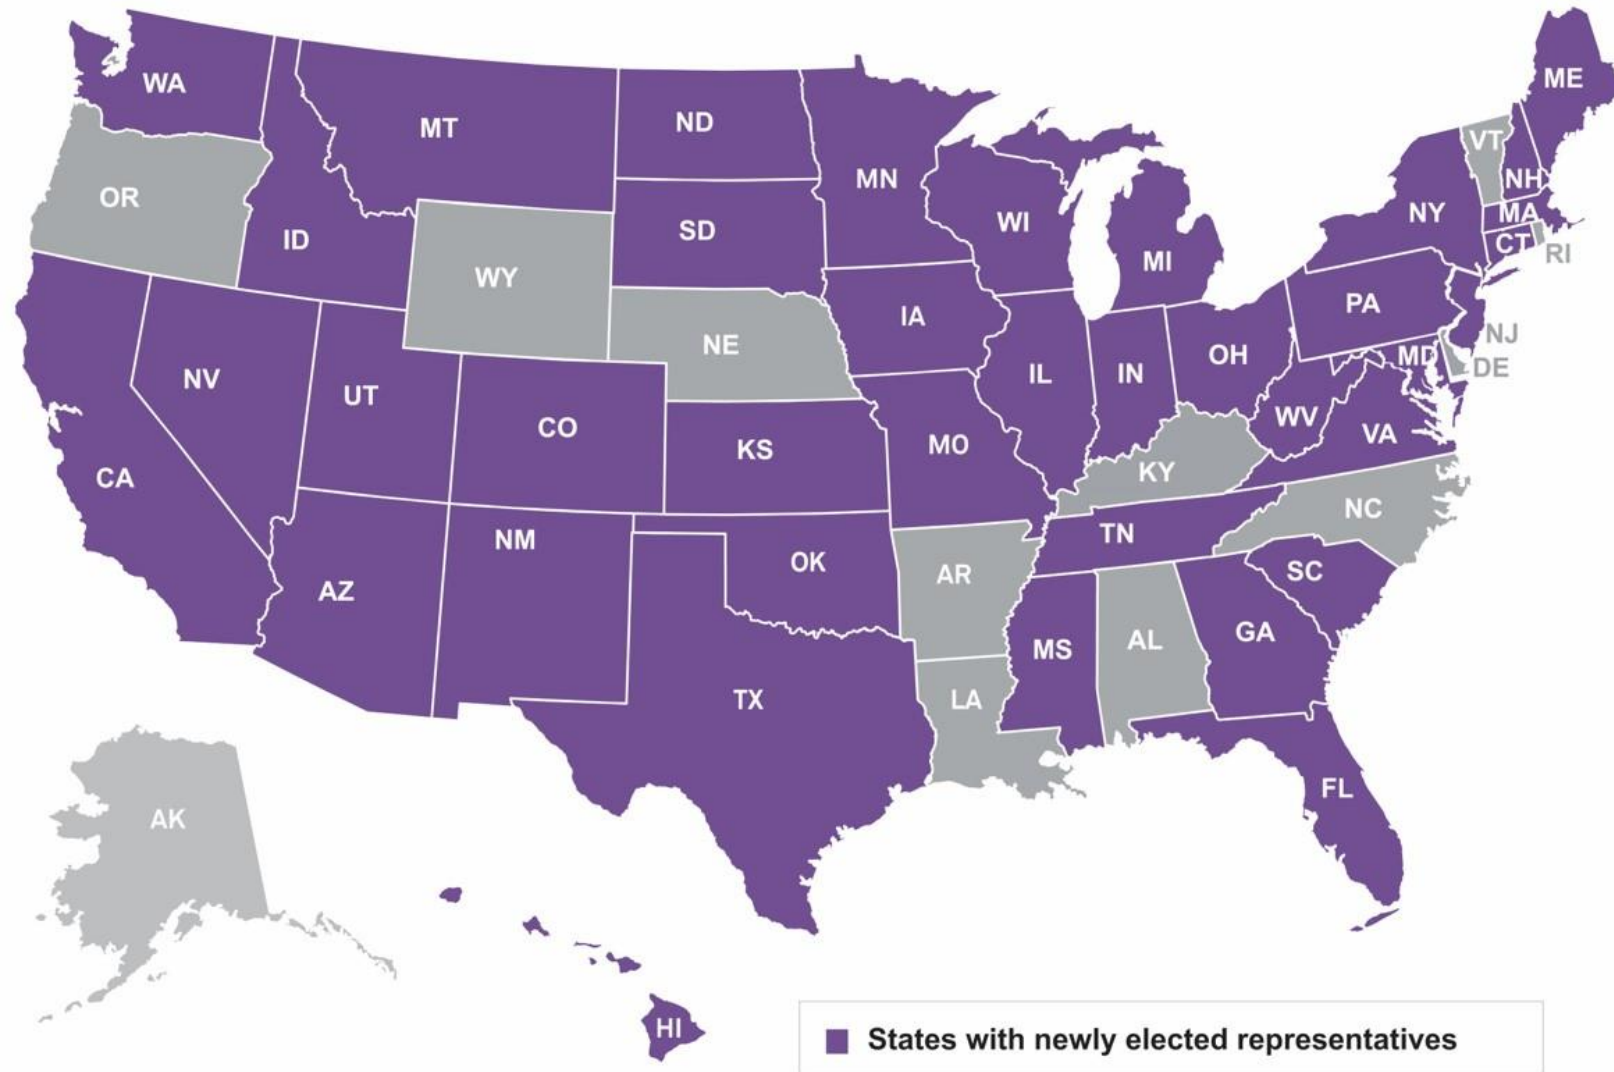 WA
MT
ND
MN
ME
OR
ID
SD
WI
MI
VT
NH
NY
MA
CT
RI
WY
IA
NE
PA
NJ
NV
UT
CO
KS
MO
IL
IN
OH
MD
DE
WV
VA
CA
KY
NC
TN
NM
OK
AR
SC
AZ
GA
MS
AL
TX
LA
FL
AK
HI
States with newly elected representatives